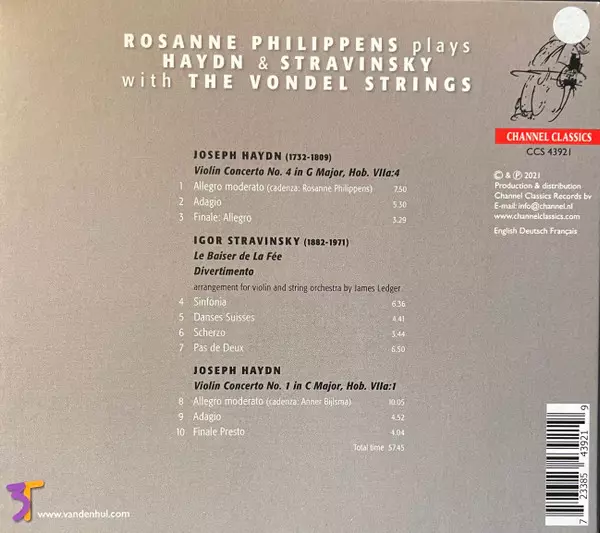 ROSANNE PHILIPPENS plays
HAYDN & STRAVINSKY
with THE VONDEL STRINGS
CHANNEL CLASSICS
CCS 43921
© & ℗ 2021
Production & distribution
Channel Classics Records bv
E-mail: info@channel.nl
www.channelclassics.com
English Deutsch Français
JOSEPH HAYDN (1732-1809)
Violin Concerto No. 4 in G Major, Hob. VIIa:4
1 Allegro moderato (cadenza: Rosanne Philippens) 7.50
2 Adagio 5.30
3 Finale: Allegro 3.29
IGOR STRAVINSKY (1882-1971)
Le Baiser de La Fée
Divertimento
arrangement for violin and string orchestra by James Ledger
4 Sinfonia 6.36
5 Danses Suisses 4.41
6 Scherzo 3.44
7 Pas de Deux 6.50
JOSEPH HAYDN
Violin Concerto No. 1 in C Major, Hob. VIIa:1
8 Allegro moderato (cadenza: Anner Bijlsma) 10.05
9 Adagio 4.52
10 Finale Presto 4.04
Total time 57.45
3T
www.vandenhul.com
7 23385 43921 9